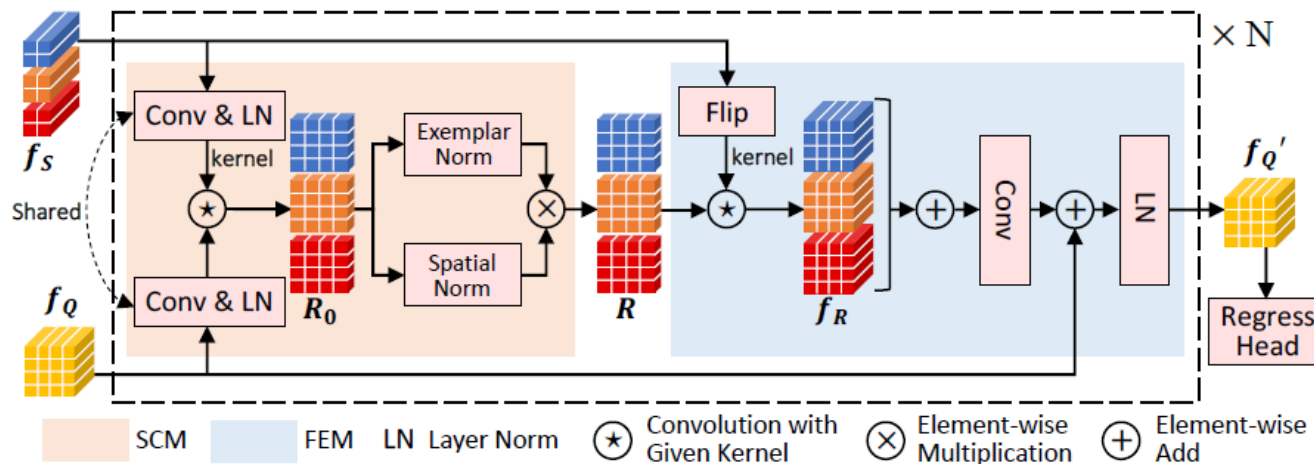 × N
f_S
Conv & LN
kernel
Shared
Conv & LN
f_Q
R_0
Exemplar
Norm
Spatial
Norm
R
Flip
kernel
f_R
Conv
LN
f_Q'
Regress
Head
SCM
FEM
LN Layer Norm
Convolution with
Given Kernel
Element-wise
Multiplication
Element-wise
Add